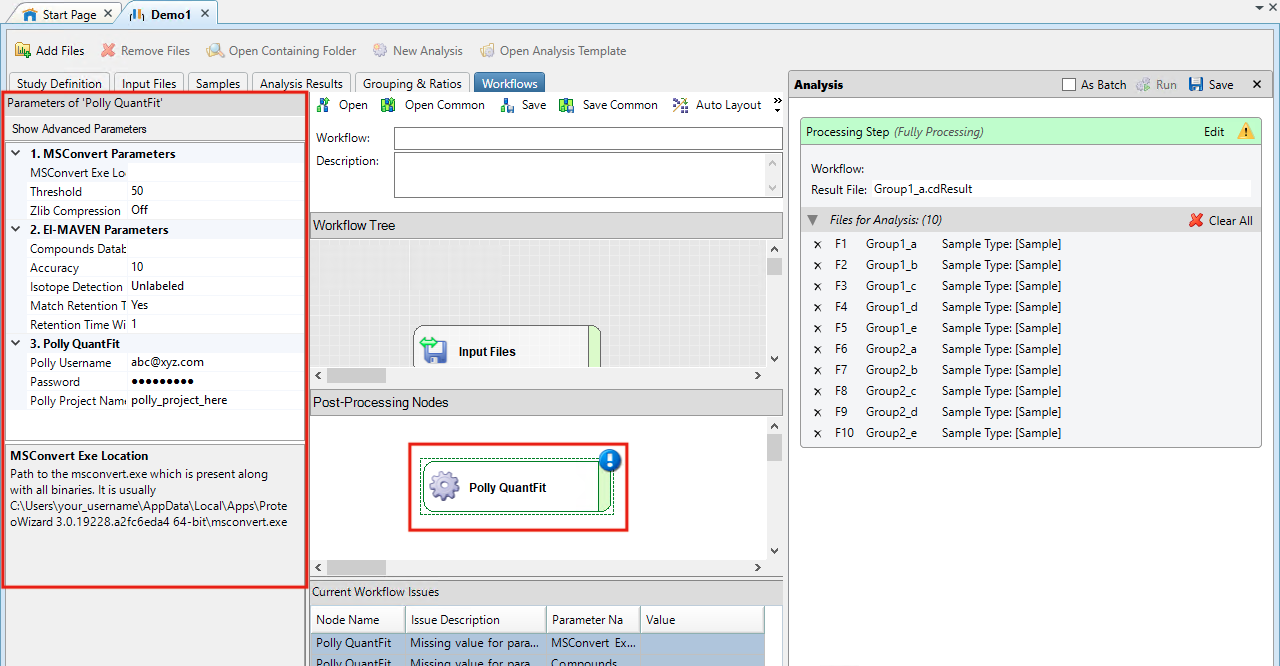 Start Page
Demo1
Add Files
Remove Files
Open Containing Folder
New Analysis
Open Analysis Template
Study Definition
Input Files
Samples
Analysis Results
Grouping & Ratios
Workflows
Parameters of 'Polly QuantFit'
Show Advanced Parameters
1. MSConvert Parameters
MSConvert Exe Lo
Threshold 50
Zlib Compression Off
2. El-MAVEN Parameters
Compounds Datab
Accuracy 10
Isotope Detection Unlabeled
Match Retention T Yes
Retention Time Wi 1
3. Polly QuantFit
Polly Username abc@xyz.com
Password ●●●●●●●●●
Polly Project Name polly_project_here
MSConvert Exe Location
Path to the msconvert.exe which is present along
with all binaries. It is usually
C:\Users\your_username\AppData\Local\Apps\Prote
oWizard 3.0.19228.a2fc6eda4 64-bit\msconvert.exe
Open
Open Common
Save
Save Common
Auto Layout
Workflow:
Description:
Workflow Tree
Input Files
Post-Processing Nodes
Polly QuantFit
Current Workflow Issues
Node Name Issue Description Parameter Na Value
Polly QuantFit Missing value for para... MSConvert Ex...
Polly QuantFit Missing value for para... Compounds
Analysis
As Batch
Run
Save
Processing Step (Fully Processing)
Edit
Workflow:
Result File: Group1_a.cdResult
Files for Analysis: (10)
Clear All
F1 Group1_a Sample Type: [Sample]
F2 Group1_b Sample Type: [Sample]
F3 Group1_c Sample Type: [Sample]
F4 Group1_d Sample Type: [Sample]
F5 Group1_e Sample Type: [Sample]
F6 Group2_a Sample Type: [Sample]
F7 Group2_b Sample Type: [Sample]
F8 Group2_c Sample Type: [Sample]
F9 Group2_d Sample Type: [Sample]
F10 Group2_e Sample Type: [Sample]